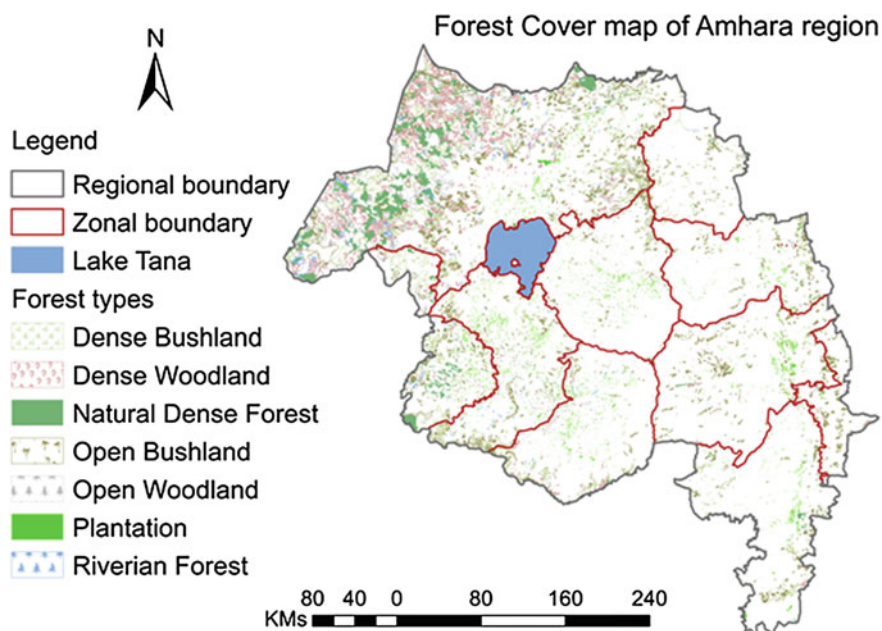 Forest Cover map of Amhara region
N
Legend
Regional boundary
Zonal boundary
Lake Tana
Forest types
Dense Bushland
Dense Woodland
Natural Dense Forest
Open Bushland
Open Woodland
Plantation
Riverian Forest
80 40 0 80 160 240
KMs